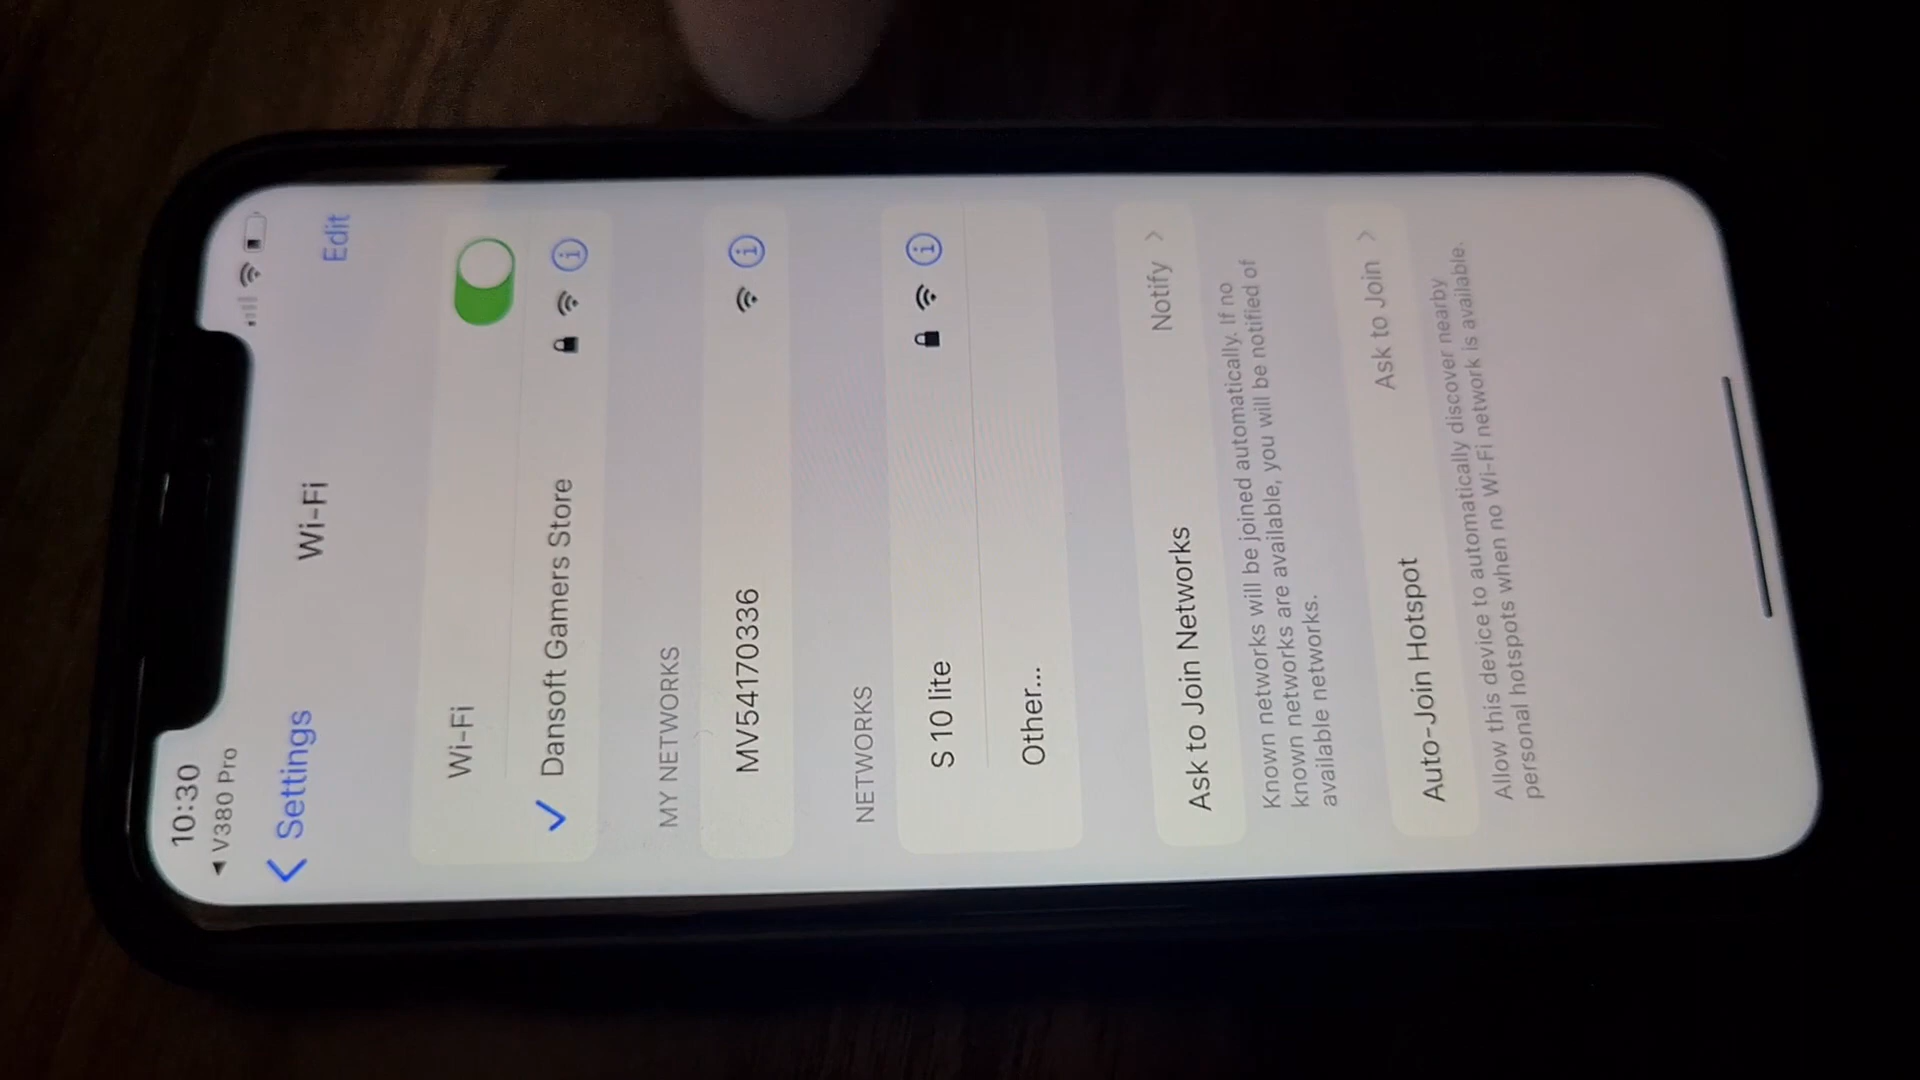 10:30
◀ V380 Pro
Settings
Wi-Fi
Edit
Wi-Fi
Dansoft Gamers Store
MY NETWORKS
MV54170336
NETWORKS
S 10 lite
Other...
Ask to Join Networks
Notify
Known networks will be joined automatically. If no
known networks are available, you will be notified of
available networks.
Auto-Join Hotspot
Ask to Join
Allow this device to automatically discover nearby
personal hotspots when no Wi-Fi network is available.